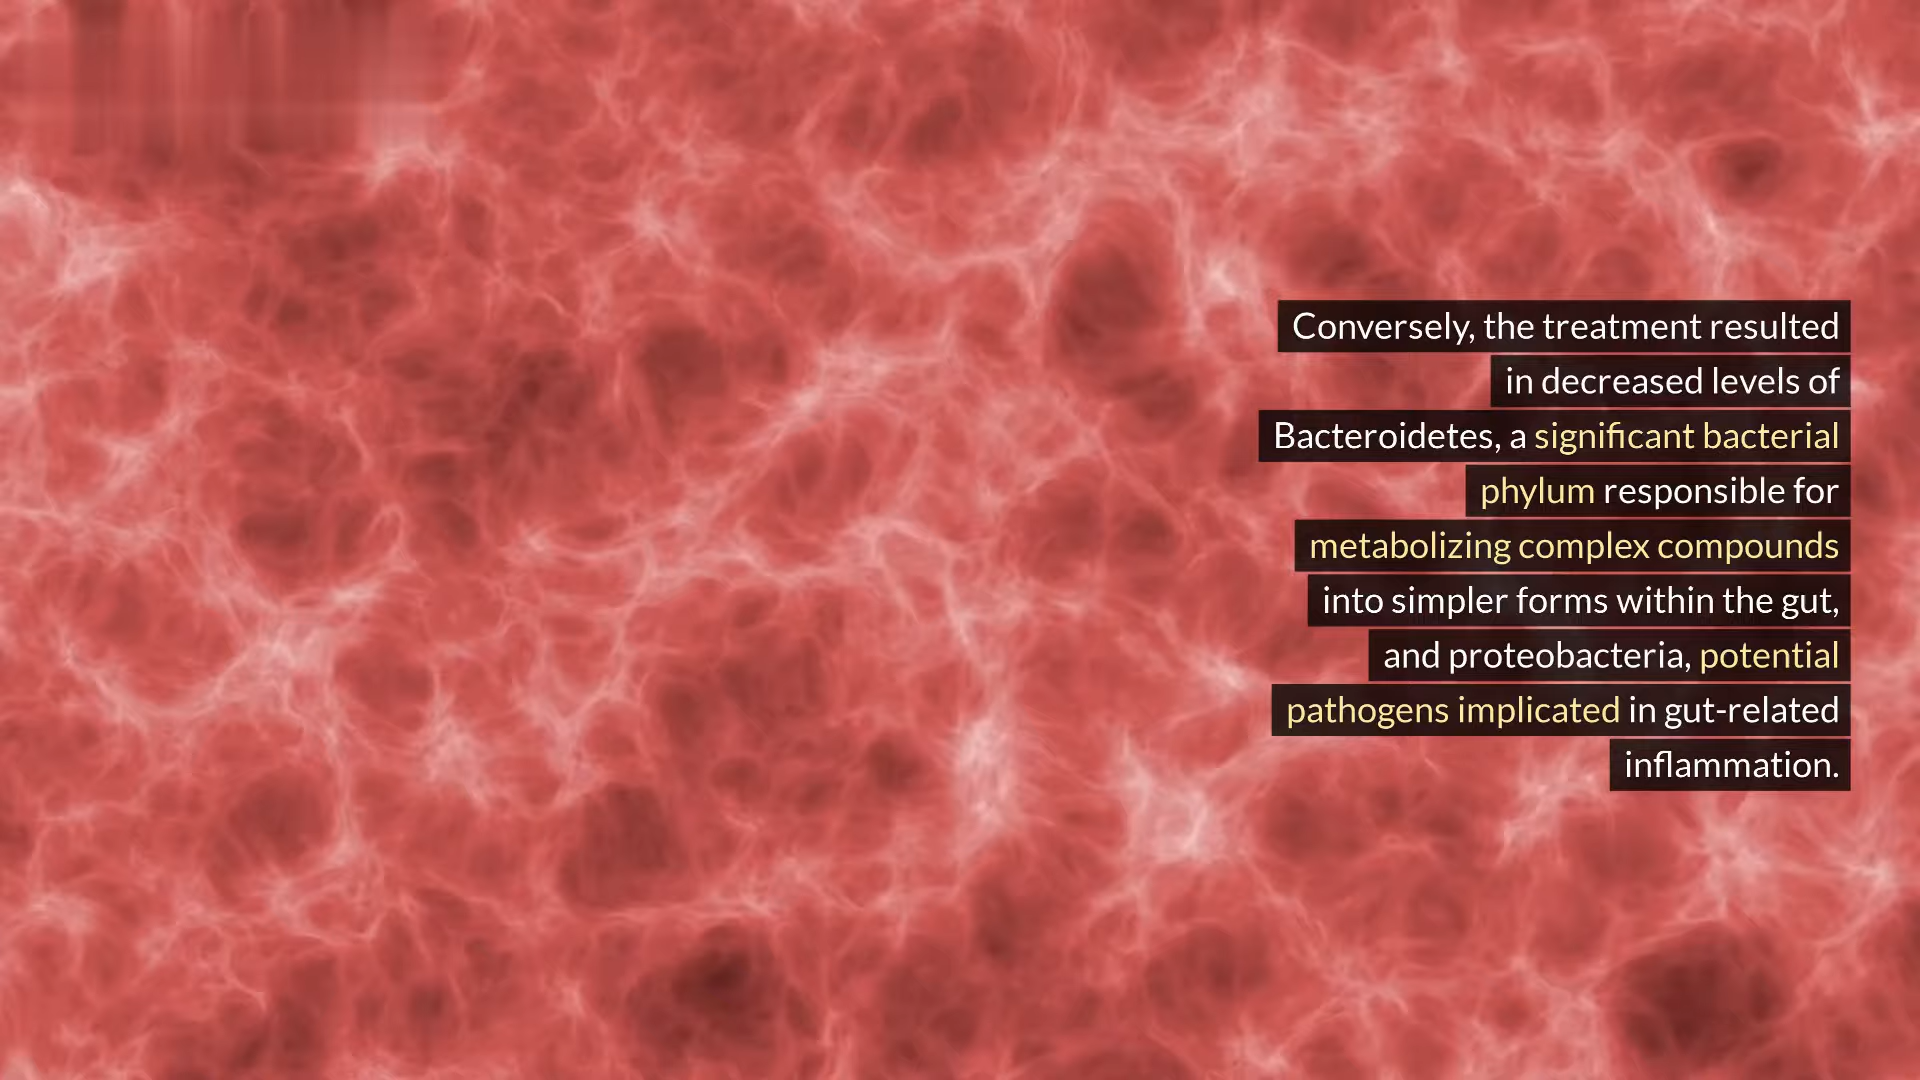 Conversely, the treatment resulted
in decreased levels of
Bacteroidetes, a significant bacterial
phylum responsible for
metabolizing complex compounds
into simpler forms within the gut,
and proteobacteria, potential
pathogens implicated in gut-related
inflammation.